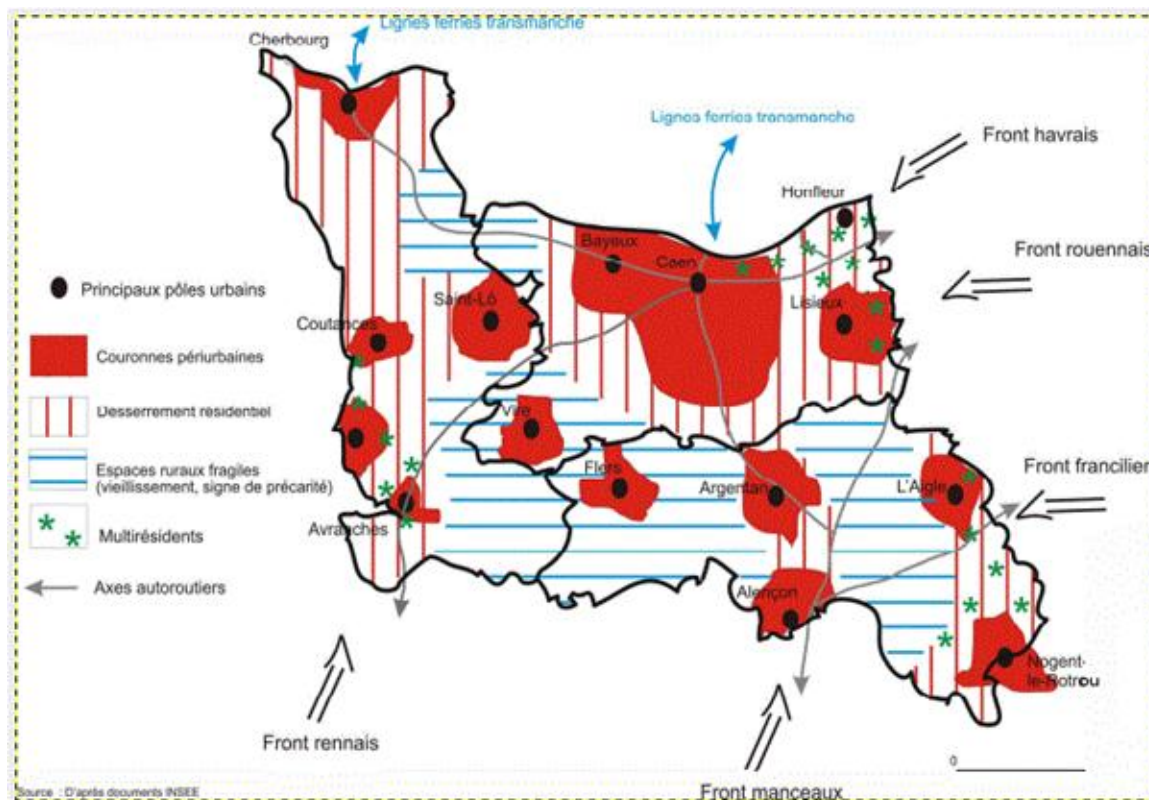 Lignes ferries transmanche
Cherbourg
Lignes ferries transmanche
Front havrais
Honfleur
Bayeux
Caen
Front rouennais
Principaux pôles urbains
Saint-Lô
Lisieux
Coutances
Couronnes périurbaines
Desserrement résidentiel
Vire
Espaces ruraux fragiles
(vieillissement, signe de précarité)
Flers
Argentan
L'Aigle
Front francilier
Multirésidents
Avranches
Axes autoroutiers
Alençon
Nogent
-le-Rotrou
Front rennais
0
Source : D'après documents INSEE
Front manceaux